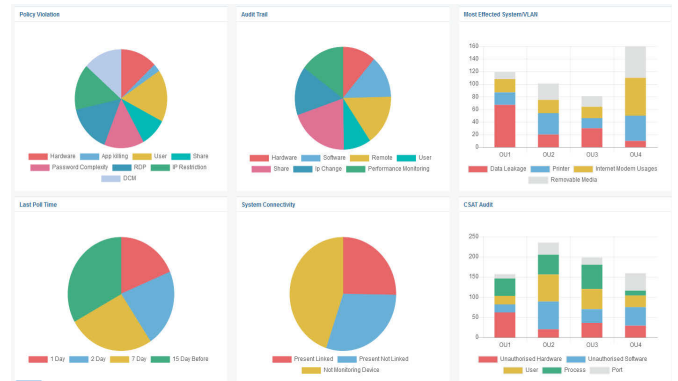 Policy Violation
Hardware App killing User Share
Password Complexity RDP IP Restriction
DCM
Audit Trail
Hardware Software Remote User
Share Ip Change Performance Monitoring
Most Effected System/VLAN
160
140
120
100
80
60
40
20
0
OU1 OU2 OU3 OU4
Data Leakage Printer Internet Modem Usages
Removable Media
Last Poll Time
1 Day 2 Day 7 Day 15 Day Before
System Connectivity
Present Linked Present Not Linked
Not Monitoring Device
CSAT Audit
250
200
150
100
50
0
OU1 OU2 OU3 OU4
Unauthorised Hardware Unauthorised Software
User Process Port